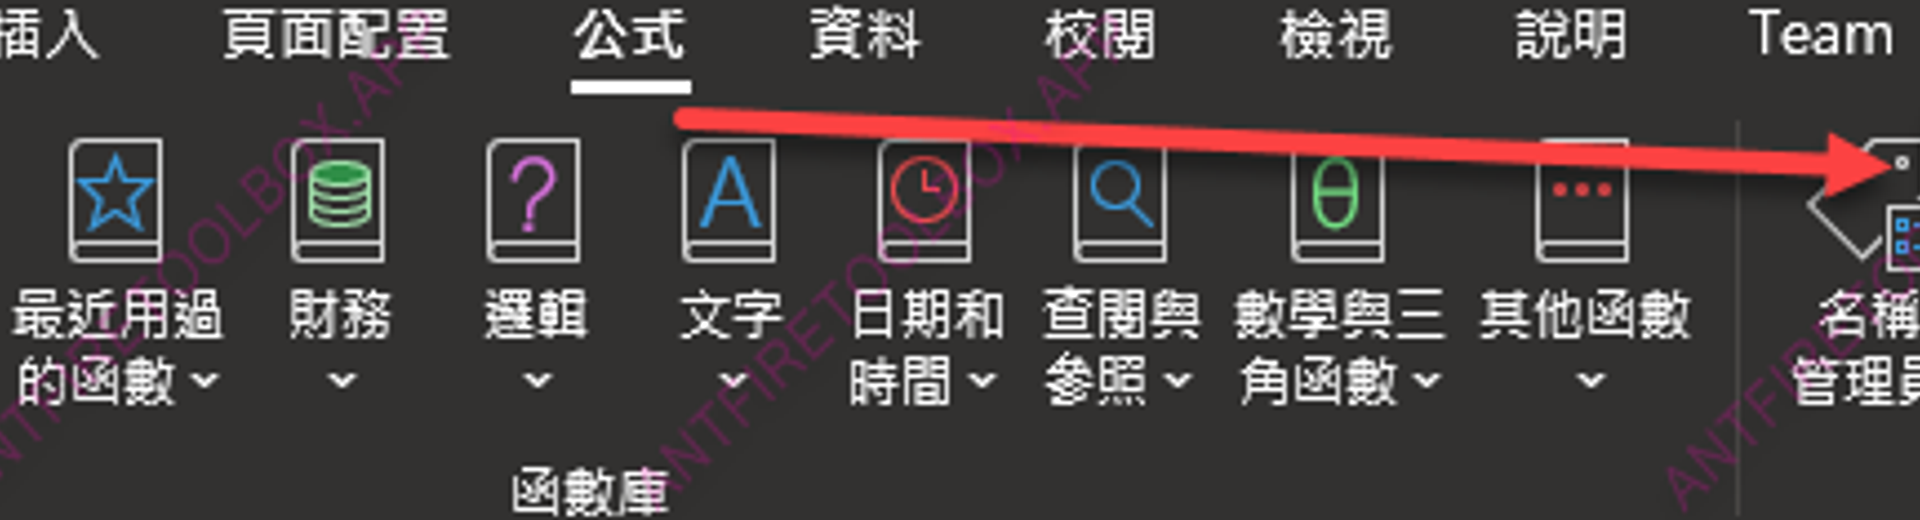 插入 頁面配置 公式 資料 校閱 檢視 說明 Team
最近用過的函數 財務 邏輯 文字 日期和時間 查閱與參照 數學與三角函數 其他函數 名稱管理員
函數庫
ANTFIRETOOLBOX.APP
ANTFIRETOOLBOX.APP
ANTFIRETO